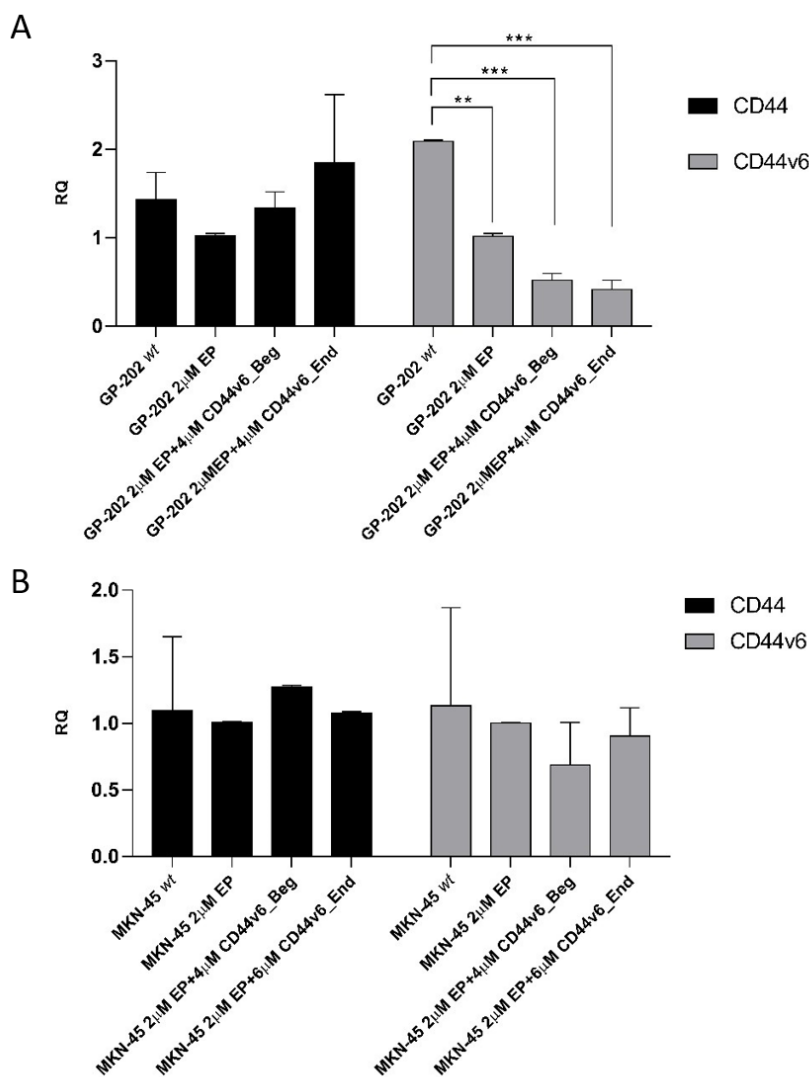 A
3
2
1
0
RQ
**
***
***
CD44
CD44v6
GP-202 wt
GP-202 2μM EP
GP-202 2μM EP+4μM CD44v6_Beg
GP-202 2μMEP+4μM CD44v6_End
GP-202 wt
GP-202 2μM EP
GP-202 2μM EP+4μM CD44v6_Beg
GP-202 2μMEP+4μM CD44v6_End
B
2.0
1.5
1.0
0.5
0.0
RQ
CD44
CD44v6
MKN-45 wt
MKN-45 2μM EP
MKN-45 2μM EP+4μM CD44v6_Beg
MKN-45 2μM EP+6μM CD44v6_End
MKN-45 wt
MKN-45 2μM EP
MKN-45 2μM EP+4μM CD44v6_Beg
MKN-45 2μM EP+6μM CD44v6_End